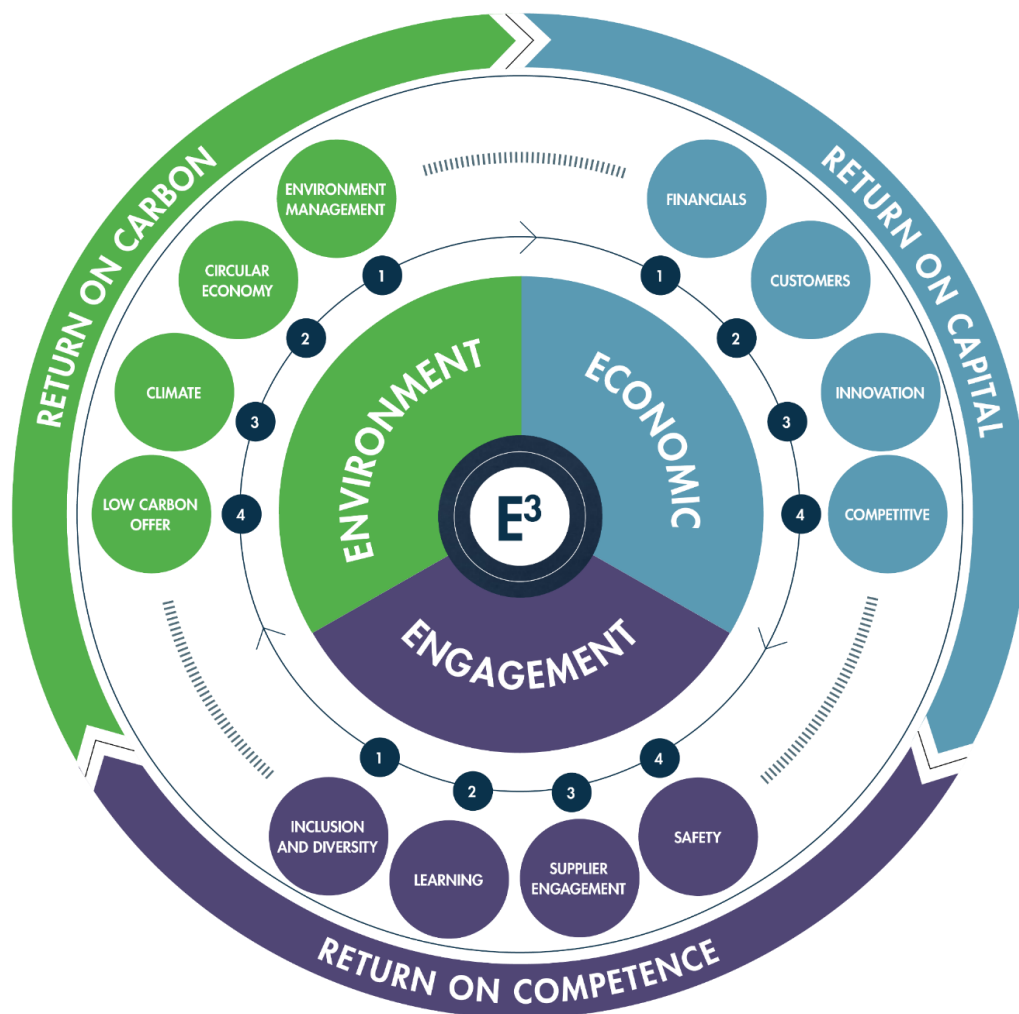 RETURN ON CARBON
RETURN ON CAPITAL
ENVIRONMENT
MANAGEMENT
1
CIRCULAR
ECONOMY
2
CLIMATE
3
LOW CARBON
OFFER
4
FINANCIALS
1
CUSTOMERS
2
INNOVATION
3
COMPETITIVE
4
ENVIRONMENT
ECONOMIC
E³
ENGAGEMENT
1
INCLUSION
AND DIVERSITY
2
LEARNING
3
SUPPLIER
ENGAGEMENT
4
SAFETY
RETURN ON COMPETENCE